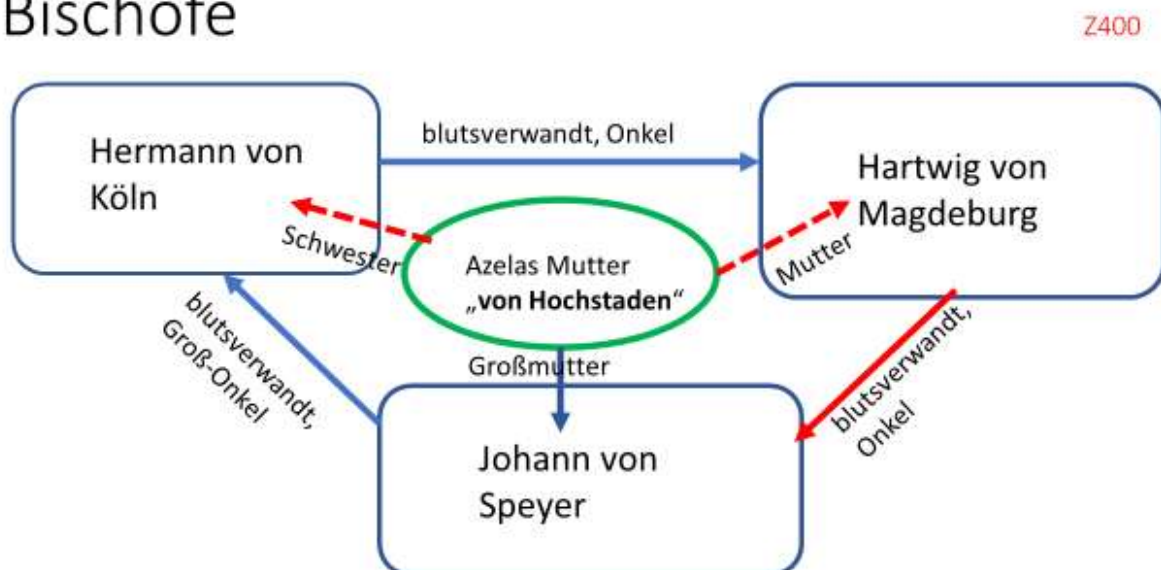 Bischöfe
Z400
Hermann von
Köln
blutsverwandt, Onkel
Hartwig von
Magdeburg
Schwester
Azelas Mutter
„von Hochstaden“
Mutter
blutsverwandt,
Groß-Onkel
Großmutter
blutsverwandt,
Onkel
Johann von
Speyer